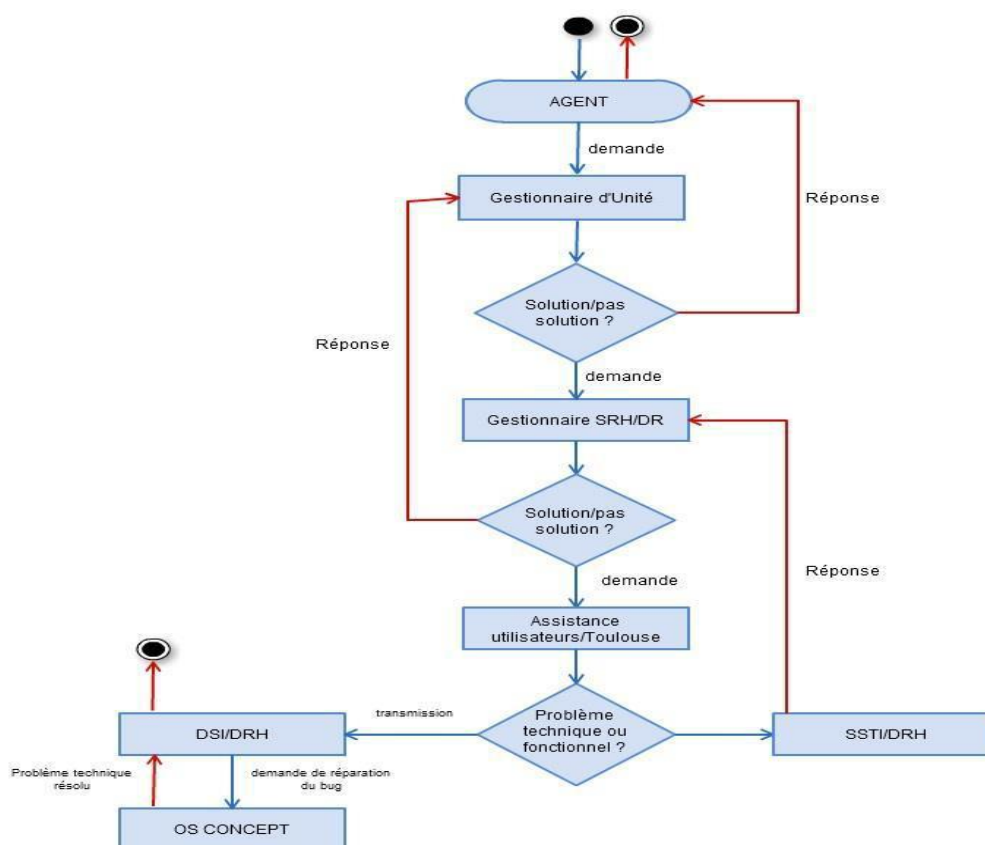 AGENT
demande
Gestionnaire d'Unité
Réponse
Solution/pas
solution ?
Réponse
demande
Gestionnaire SRH/DR
Solution/pas
solution ?
Réponse
demande
Assistance
utilisateurs/Toulouse
transmission
Problème
technique ou
fonctionnel ?
DSI/DRH
SSTI/DRH
Problème technique
résolu
demande de réparation
du bug
OS CONCEPT